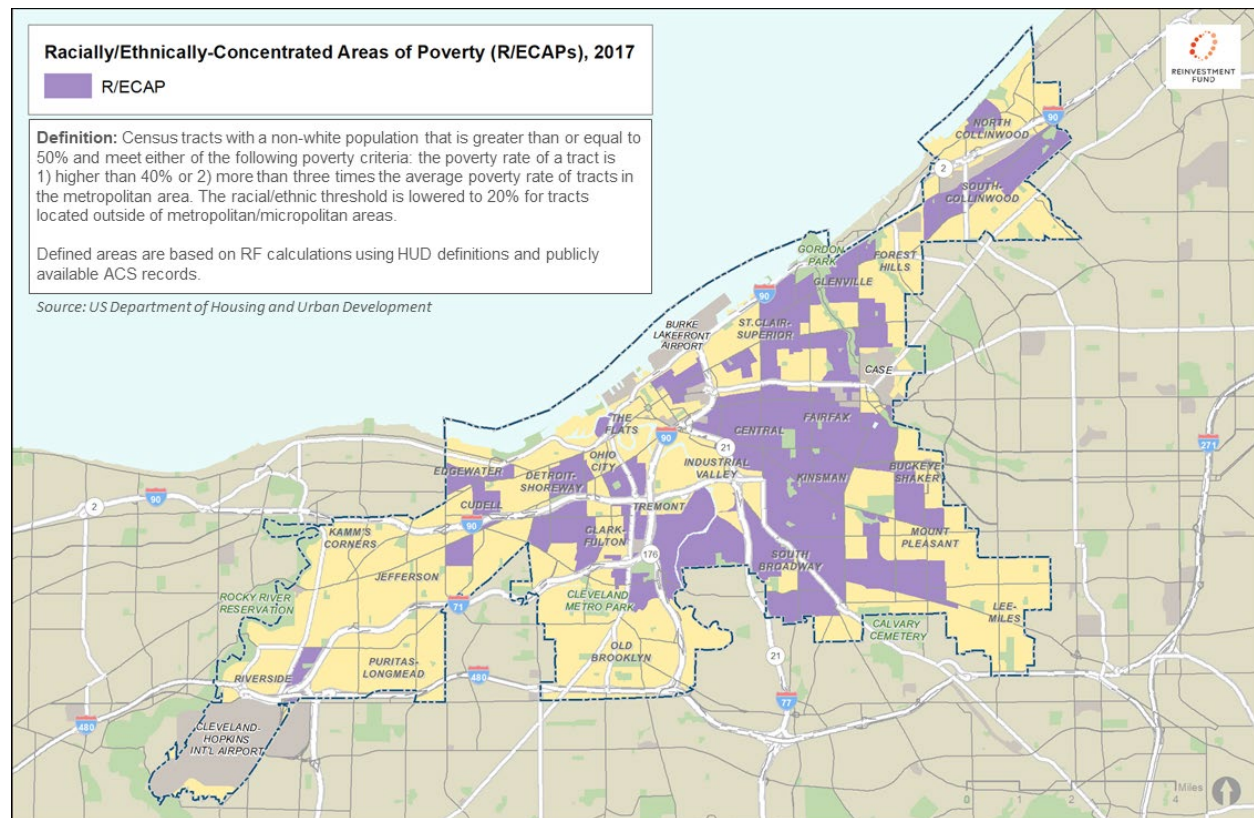 Racially/Ethnically-Concentrated Areas of Poverty (R/ECAPs), 2017
R/ECAP
Definition: Census tracts with a non-white population that is greater than or equal to
50% and meet either of the following poverty criteria: the poverty rate of a tract is
1) higher than 40% or 2) more than three times the average poverty rate of tracts in
the metropolitan area. The racial/ethnic threshold is lowered to 20% for tracts
located outside of metropolitan/micropolitan areas.
Defined areas are based on RF calculations using HUD definitions and publicly
available ACS records.
Source: US Department of Housing and Urban Development
REINVESTMENT
FUND
90
NORTH
COLLINWOOD
2
SOUTH-
COLLINWOOD
GORDON
PARK
FOREST
HILLS
GLENVILLE
90
ST.CLAIR-
SUPERIOR
BURKE
LAKEFRONT
AIRPORT
CASE
THE
FLATS
FAIRFAX
CENTRAL
90
21
271
OHIO
CITY
INDUSTRIAL
VALLEY
EDGEWATER
DETROIT-
SHOREWAY
BUCKEYE
SHAKER
KINSMAN
2
90
CUDELL
TREMONT
90
KAMM'S
CORNERS
CLARK-
FULTON
MOUNT
PLEASANT
176
SOUTH
BROADWAY
JEFFERSON
ROCKY RIVER
RESERVATION
71
CLEVELAND
METRO PARK
LEE-
MILES
CALVARY
CEMETERY
OLD
BROOKLYN
21
PURITAS-
LONGMEAD
RIVERSIDE
480
77
480
CLEVELAND-
HOPKINS
INT'L AIRPORT
Miles
0 1 2 4